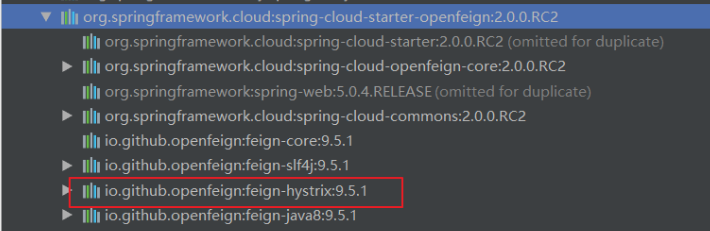 org.springframework.cloud:spring-cloud-starter-openfeign:2.0.0.RC2
org.springframework.cloud:spring-cloud-starter:2.0.0.RC2 (omitted for duplicate)
org.springframework.cloud:spring-cloud-openfeign-core:2.0.0.RC2
org.springframework:spring-web:5.0.4.RELEASE (omitted for duplicate)
org.springframework.cloud:spring-cloud-commons:2.0.0.RC2
io.github.openfeign:feign-core:9.5.1
io.github.openfeign:feign-slf4j:9.5.1
io.github.openfeign:feign-hystrix:9.5.1
io.github.openfeign:feign-java8:9.5.1